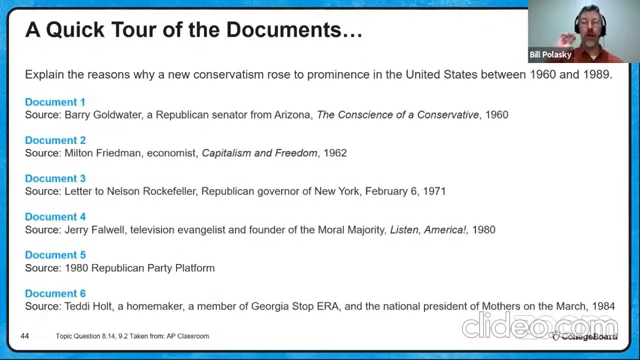 A Quick Tour of the Documents…
Bill Polasky
Explain the reasons why a new conservatism rose to prominence in the United States between 1960 and 1989.
Document 1
Source: Barry Goldwater, a Republican senator from Arizona, The Conscience of a Conservative, 1960
Document 2
Source: Milton Friedman, economist, Capitalism and Freedom, 1962
Document 3
Source: Letter to Nelson Rockefeller, Republican governor of New York, February 6, 1971
Document 4
Source: Jerry Falwell, television evangelist and founder of the Moral Majority, Listen, America!, 1980
Document 5
Source: 1980 Republican Party Platform
Document 6
Source: Teddi Holt, a homemaker, a member of Georgia Stop ERA, and the national president of Mothers on the March, 1984
44
Topic Question 8.14, 9.2 Taken from: AP Classroom
CollegeBoard
clideo.com